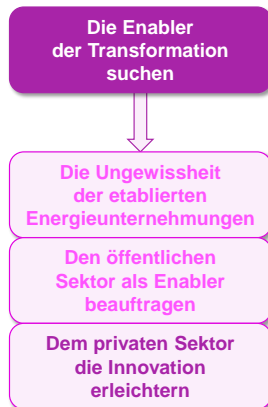 Die Enabler
der Transformation
suchen
Die Ungewissheit
der etablierten
Energieunternehmungen
Den öffentlichen
Sektor als Enabler
beauftragen
Dem privaten Sektor
die Innovation
erleichtern